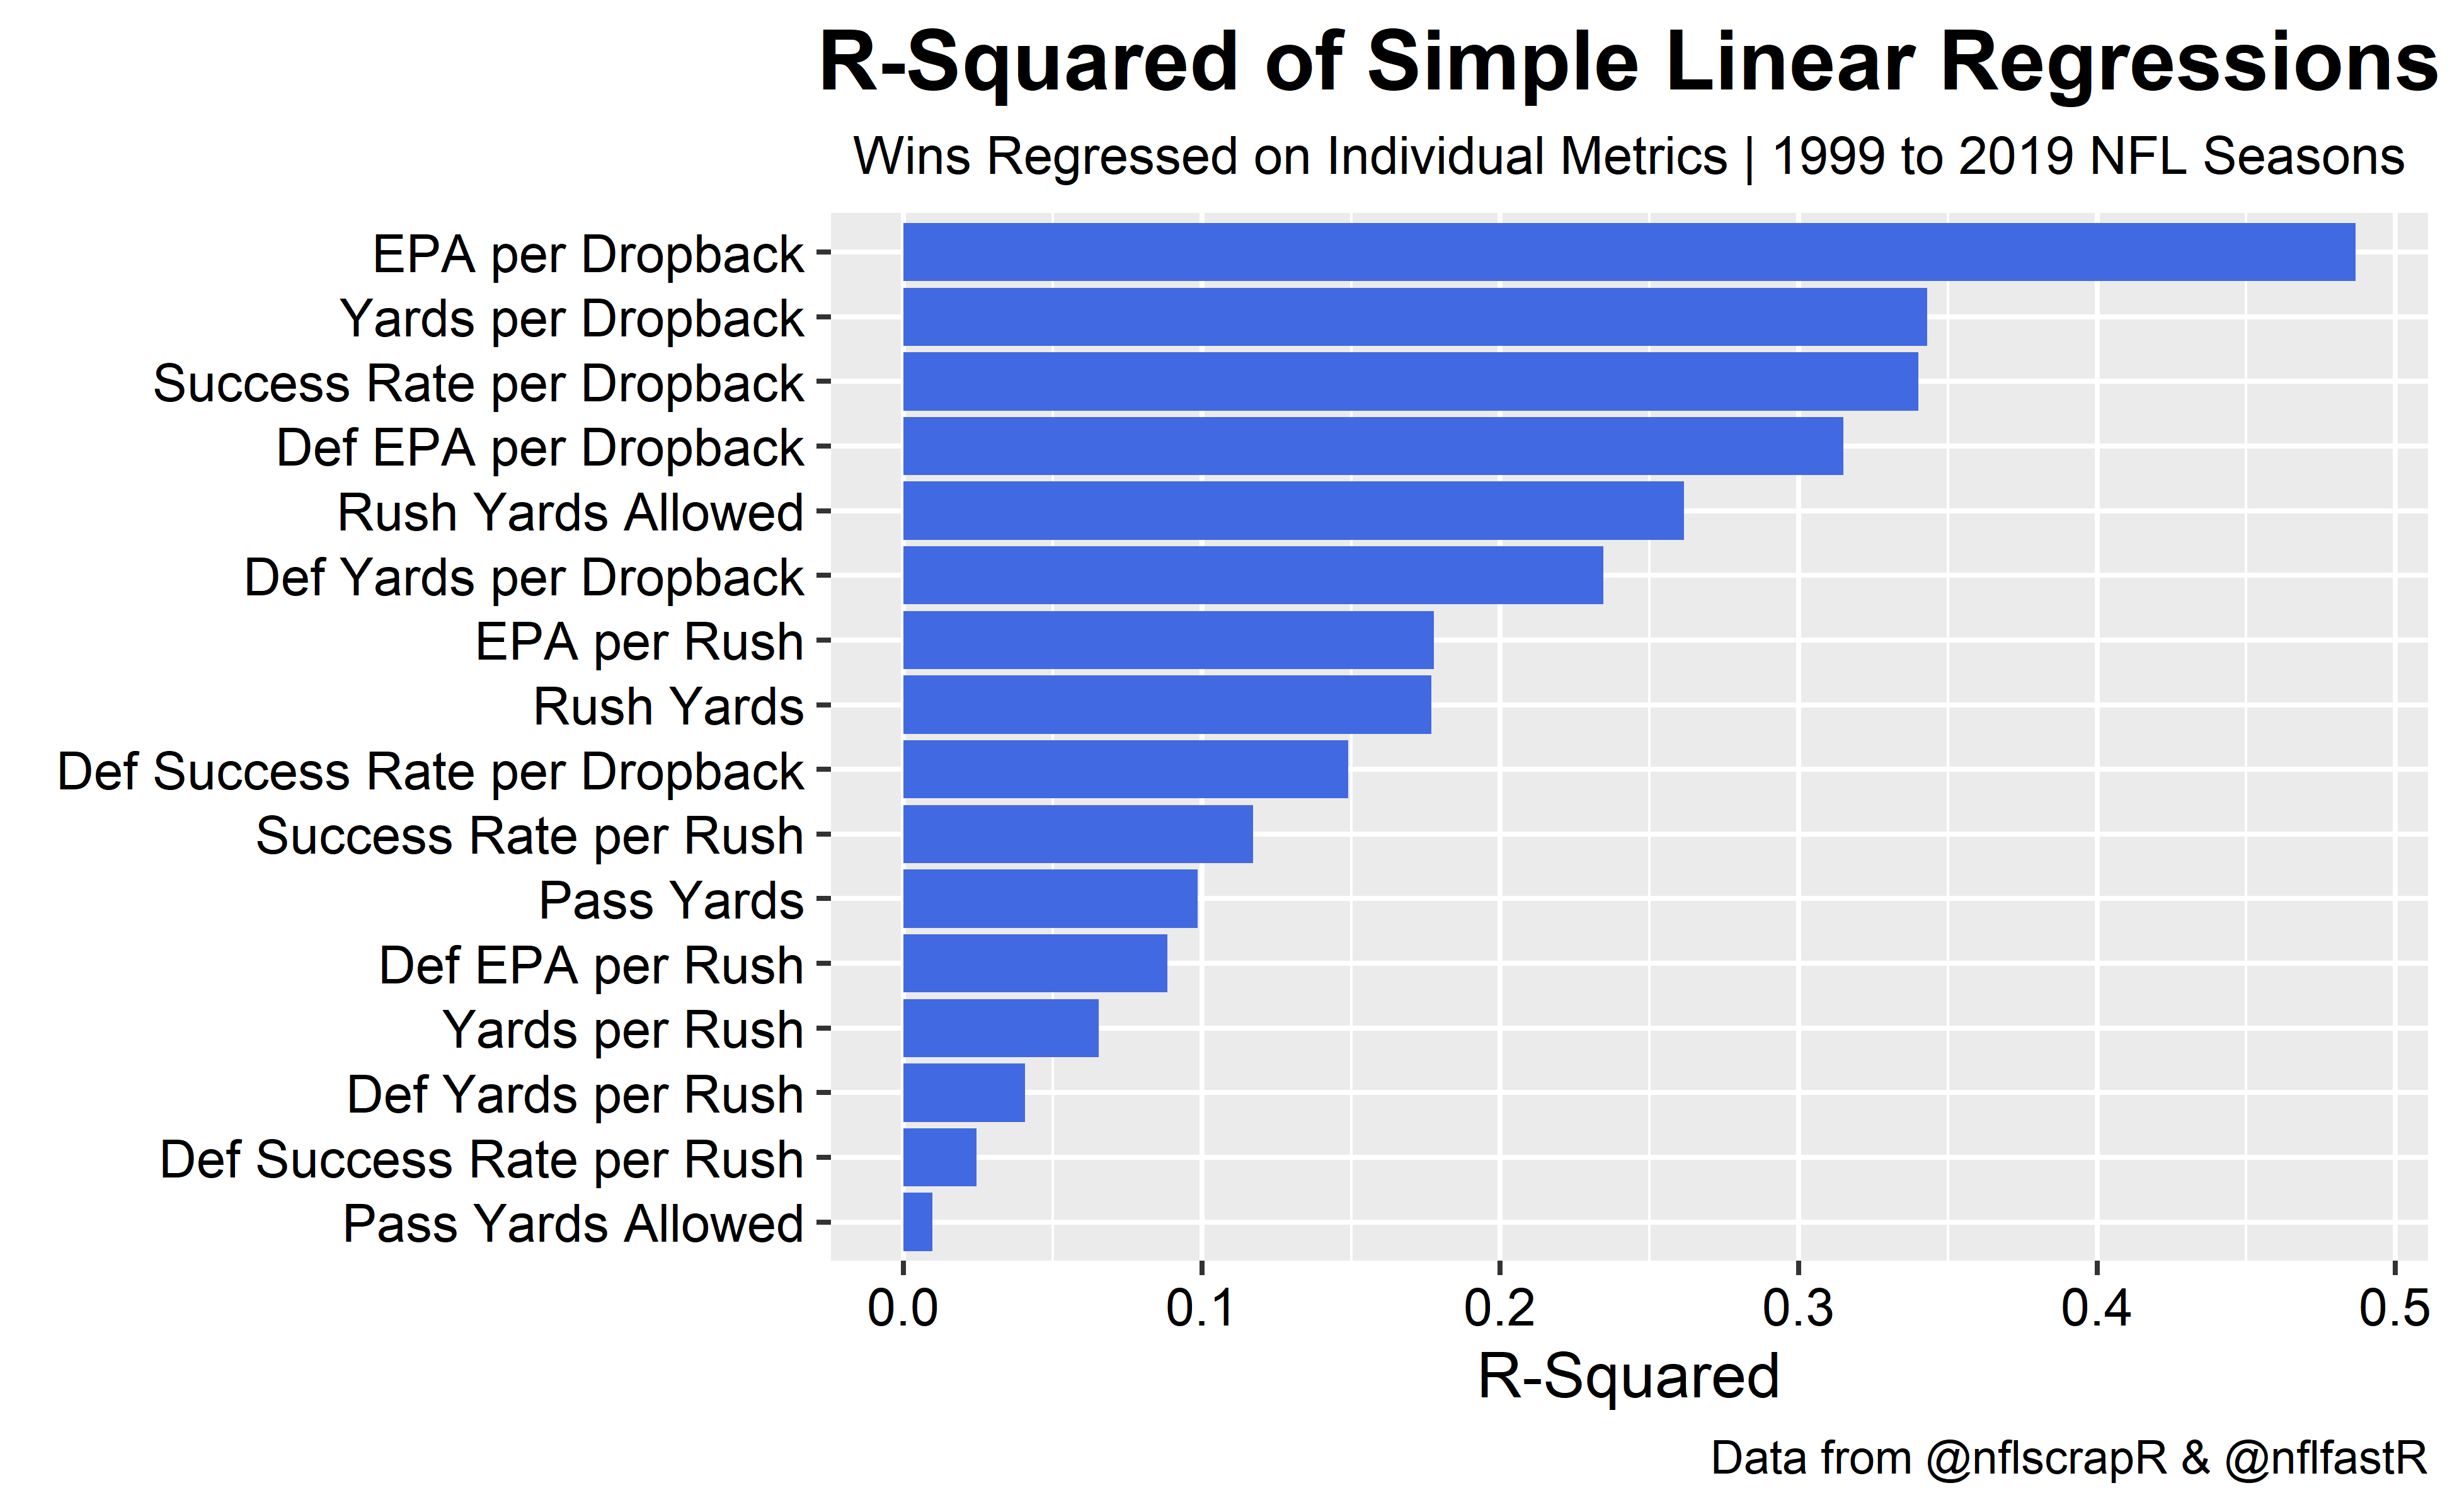 R-Squared of Simple Linear Regressions
Wins Regressed on Individual Metrics | 1999 to 2019 NFL Seasons
EPA per Dropback
Yards per Dropback
Success Rate per Dropback
Def EPA per Dropback
Rush Yards Allowed
Def Yards per Dropback
EPA per Rush
Rush Yards
Def Success Rate per Dropback
Success Rate per Rush
Pass Yards
Def EPA per Rush
Yards per Rush
Def Yards per Rush
Def Success Rate per Rush
Pass Yards Allowed
0.0 0.1 0.2 0.3 0.4 0.5
R-Squared
Data from @nflscrapR & @nflfastR